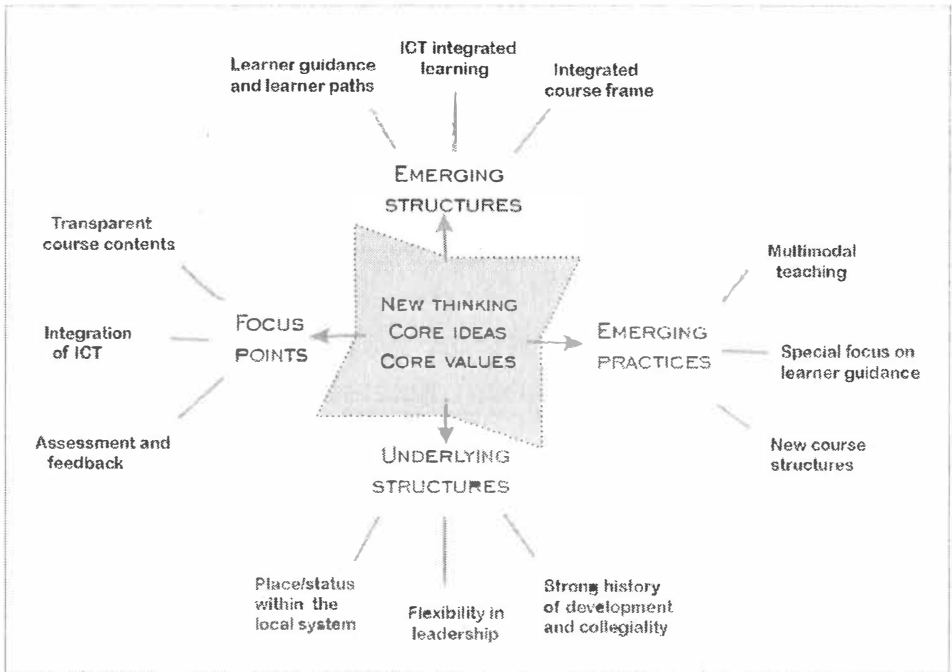 Learner guidance
and learner paths
ICT integrated
learning
Integrated
course frame
EMERGING
STRUCTURES
Transparent
course contents
Integration
of ICT
Assessment and
feedback
FOCUS
POINTS
NEW THINKING
CORE IDEAS
CORE VALUES
EMERGING
PRACTICES
Multimodal
teaching
Special focus on
learner guidance
New course
structures
UNDERLYING
STRUCTURES
Place/status
within the
local system
Flexibility in
leadership
Strong history
of development
and collegiality